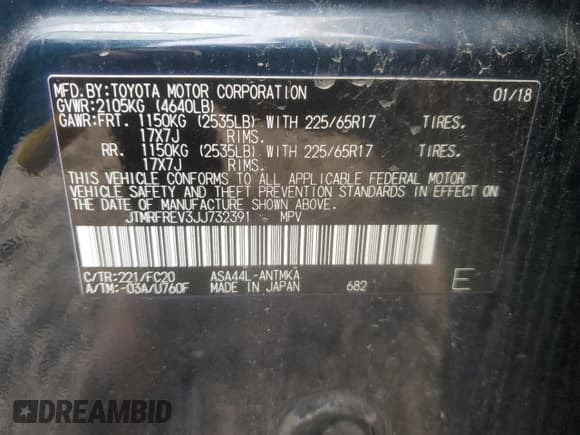 MFD.BY:TOYOTA MOTOR CORPORATION 01/18
GVWR:2105KG (4640LB)
GAWR:FRT. 1150KG (2535LB) WITH 225/65R17 TIRES.
17X7J RIMS.
RR. 1150KG (2535LB) WITH 225/65R17 TIRES.
17X7J RIMS.
THIS VEHICLE CONFORMS TO ALL APPLICABLE FEDERAL MOTOR
VEHICLE SAFETY AND THEFT PREVENTION STANDARDS IN EFFECT ON
THE DATE OF MANUFACTURE SHOWN ABOVE.
JTMRFREV3JJ732391 MPV
C/TR:221/FC20 ASA44L-ANTMKA
A/TM:-03A/U760F MADE IN JAPAN 682 E
DREAMBID